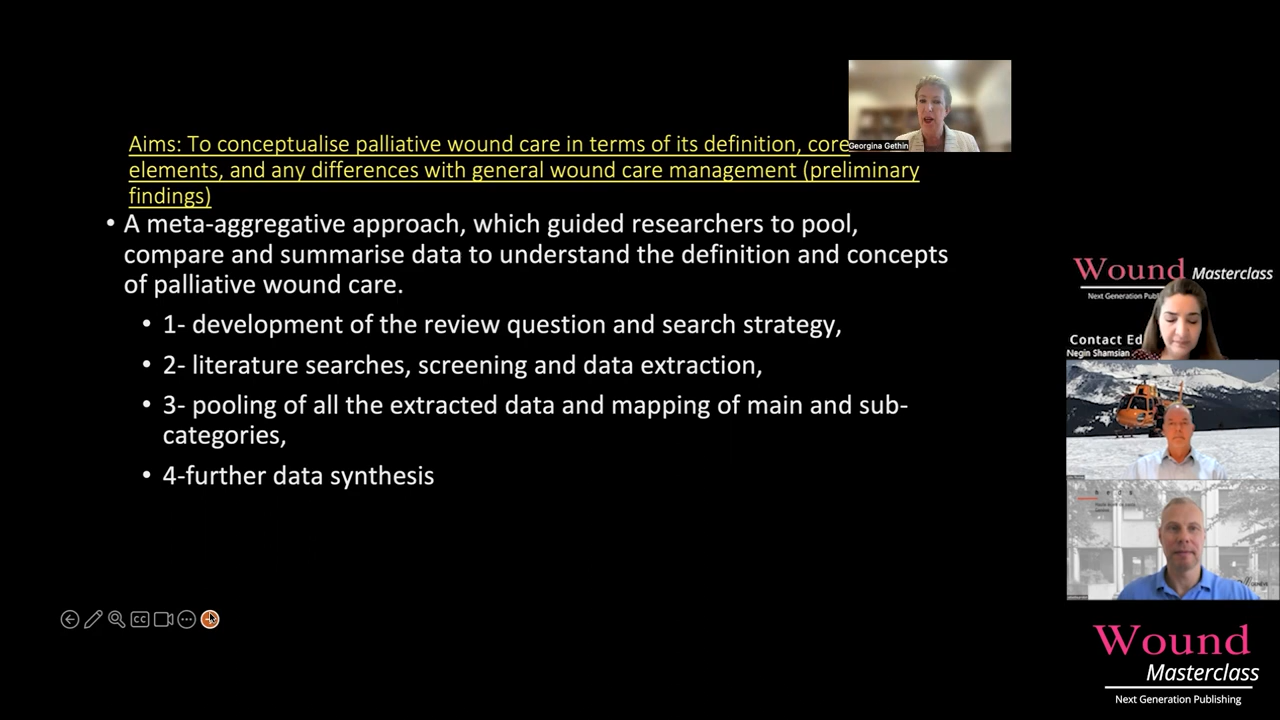 Georgina Gethin
Aims: To conceptualise palliative wound care in terms of its definition, core
elements, and any differences with general wound care management (preliminary
findings)
• A meta-aggregative approach, which guided researchers to pool,
compare and summarise data to understand the definition and concepts
of palliative wound care.
• 1- development of the review question and search strategy,
• 2- literature searches, screening and data extraction,
• 3- pooling of all the extracted data and mapping of main and sub-
categories,
• 4-further data synthesis
CC
Wound Masterclass
Next Generation Publi
Contact Ed
Negin Shamsian
Wound
Masterclass
Next Generation Publishing